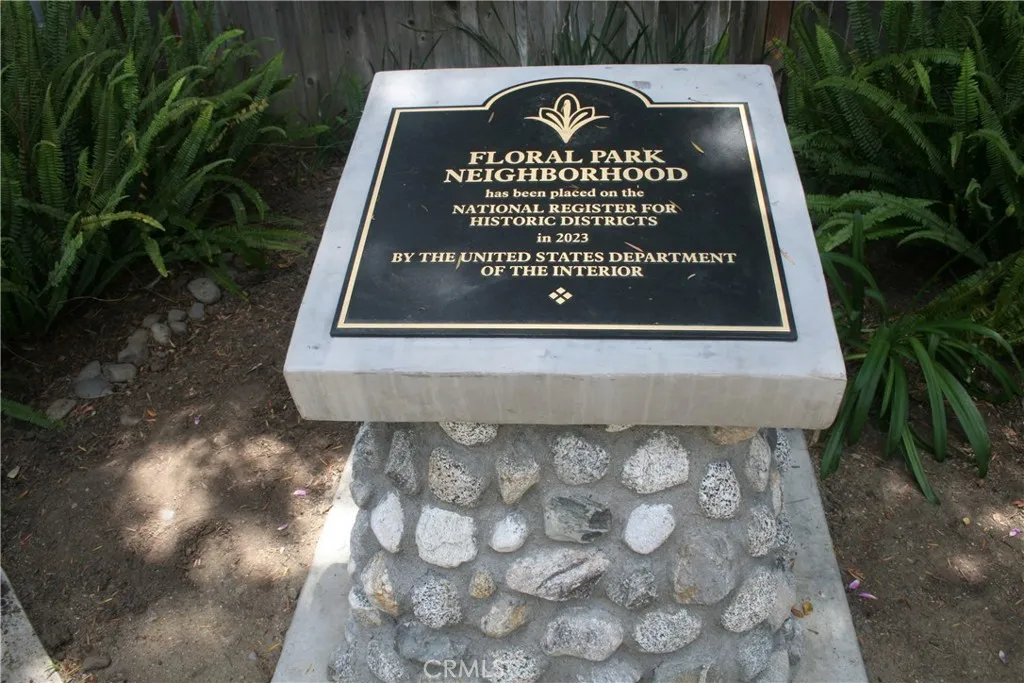 FLORAL PARK
NEIGHBORHOOD
has been placed on the
NATIONAL REGISTER FOR
HISTORIC DISTRICTS
in 2023
BY THE UNITED STATES DEPARTMENT
OF THE INTERIOR
CRMLS